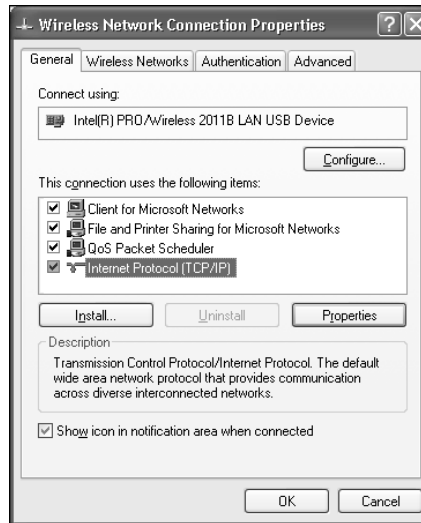 Wireless Network Connection Properties
General Wireless Networks Authentication Advanced
Connect using:
Intel(R) PRO/Wireless 2011B LAN USB Device
Configure...
This connection uses the following items:
Client for Microsoft Networks
File and Printer Sharing for Microsoft Networks
QoS Packet Scheduler
Internet Protocol (TCP/IP)
Install... Uninstall Properties
Description
Transmission Control Protocol/Internet Protocol. The default
wide area network protocol that provides communication
across diverse interconnected networks.
Show icon in notification area when connected
OK Cancel